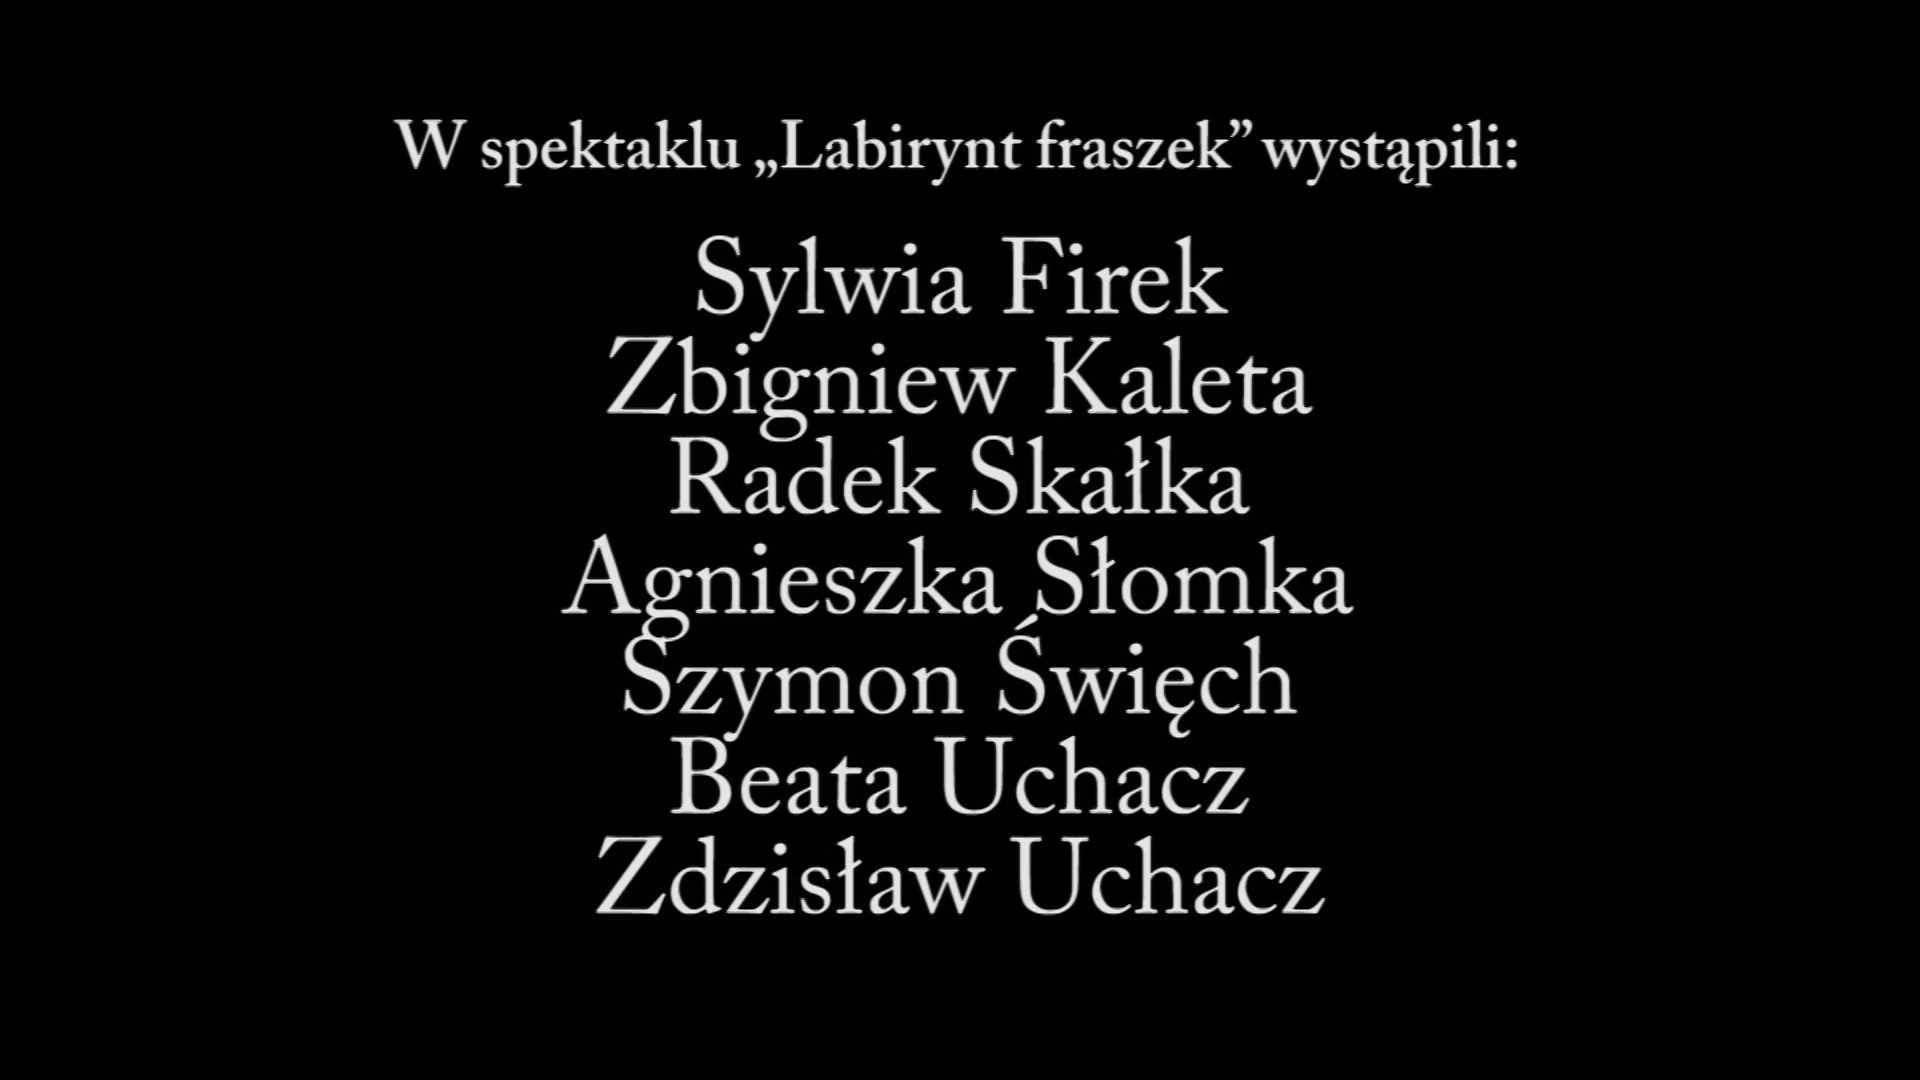 W spektaklu „Labirynt fraszek” wystąpili:
Sylwia Firek
Zbigniew Kaleta
Radek Skałka
Agnieszka Słomka
Szymon Święch
Beata Uchacz
Zdzisław Uchacz